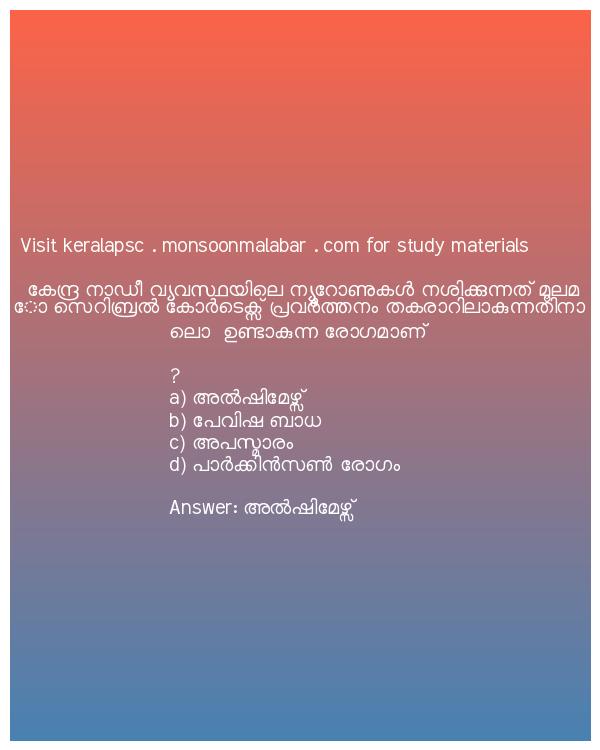 Visit keralapsc . monsoonmalabar . com for study materials
കേന്ദ്ര നാഡീ വ്യവസ്ഥയിലെ ന്യൂറോണുകൾ നശിക്കുന്നത് മൂലമ
ോ സെറിബ്രൽ കോർടെക്സ് പ്രവർത്തനം തകരാറിലാകുന്നതിനാ
ലൊ ഉണ്ടാകുന്ന രോഗമാണ്
?
a) അൽഷിമേഴ്സ്
b) പേവിഷ ബാധ
c) അപസ്മാരം
d) പാർക്കിൻസൺ രോഗം
Answer: അൽഷിമേഴ്സ്